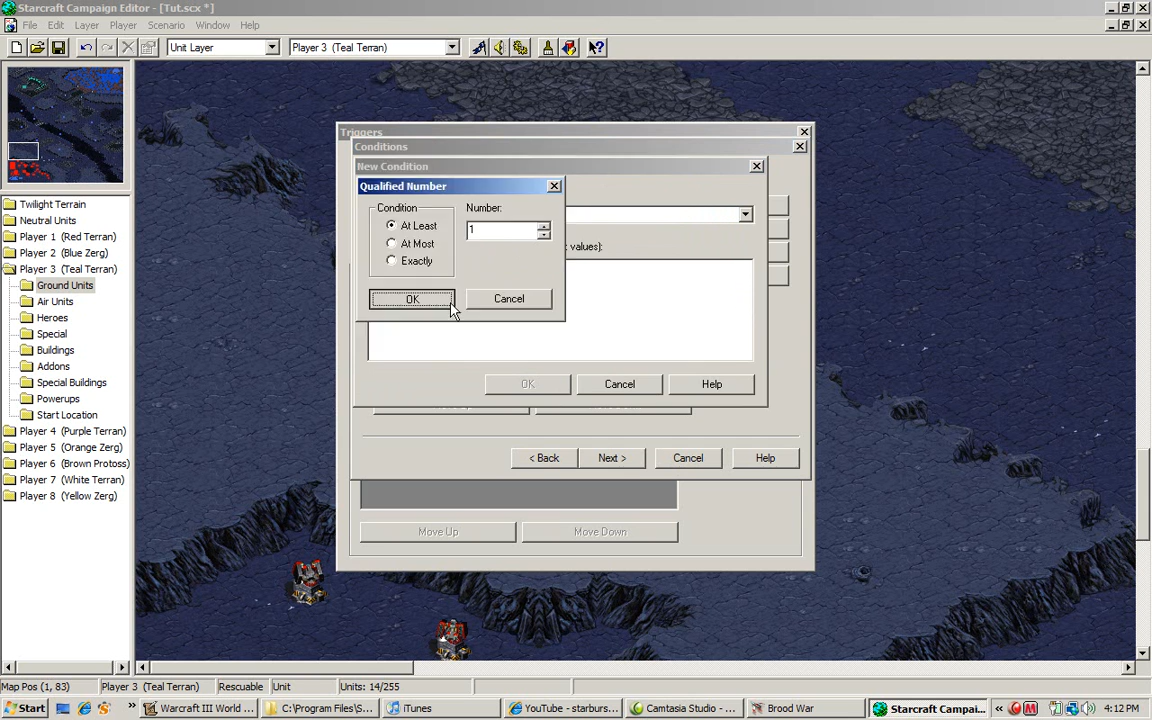 Starcraft Campaign Editor - [Tut.scx *]
File Edit Layer Player Scenario Window Help
Unit Layer
Player 3 (Teal Terran)
Twilight Terrain
Neutral Units
Player 1 (Red Terran)
Player 2 (Blue Zerg)
Player 3 (Teal Terran)
Ground Units
Air Units
Heroes
Special
Buildings
Addons
Special Buildings
Powerups
Start Location
Player 4 (Purple Terran)
Player 5 (Orange Zerg)
Player 6 (Brown Protoss)
Player 7 (White Terran)
Player 8 (Yellow Zerg)
Triggers
Conditions
New Condition
Qualified Number
Condition
Number:
At Least
1
At Most
Exactly
values):
OK
Cancel
OK
Cancel
Help
< Back
Next >
Cancel
Help
Move Up
Move Down
Map Pos (1, 83)
Player 3 (Teal Terran)
Rescuable
Unit
Units: 14/255
Start
Warcraft III World ...
C:\Program Files\S...
iTunes
YouTube - starburs...
Camtasia Studio - ...
Brood War
Starcraft Campai...
4:12 PM